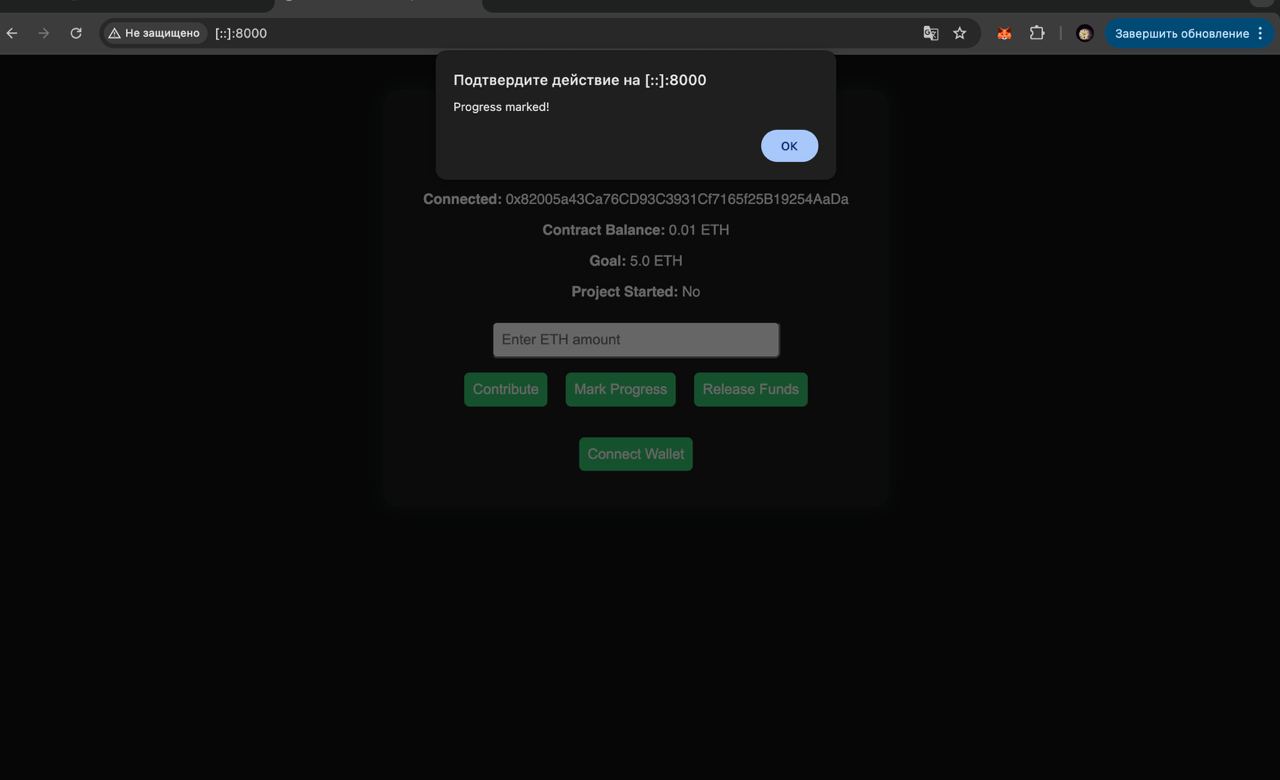 Не защищено [::]:8000 Завершить обновление
Подтвердите действие на [::]:8000
Progress marked!
ОК
Connected: 0x82005a43Ca76CD93C3931Cf7165f25B19254AaDa
Contract Balance: 0.01 ETH
Goal: 5.0 ETH
Project Started: No
Enter ETH amount
Contribute Mark Progress Release Funds
Connect Wallet